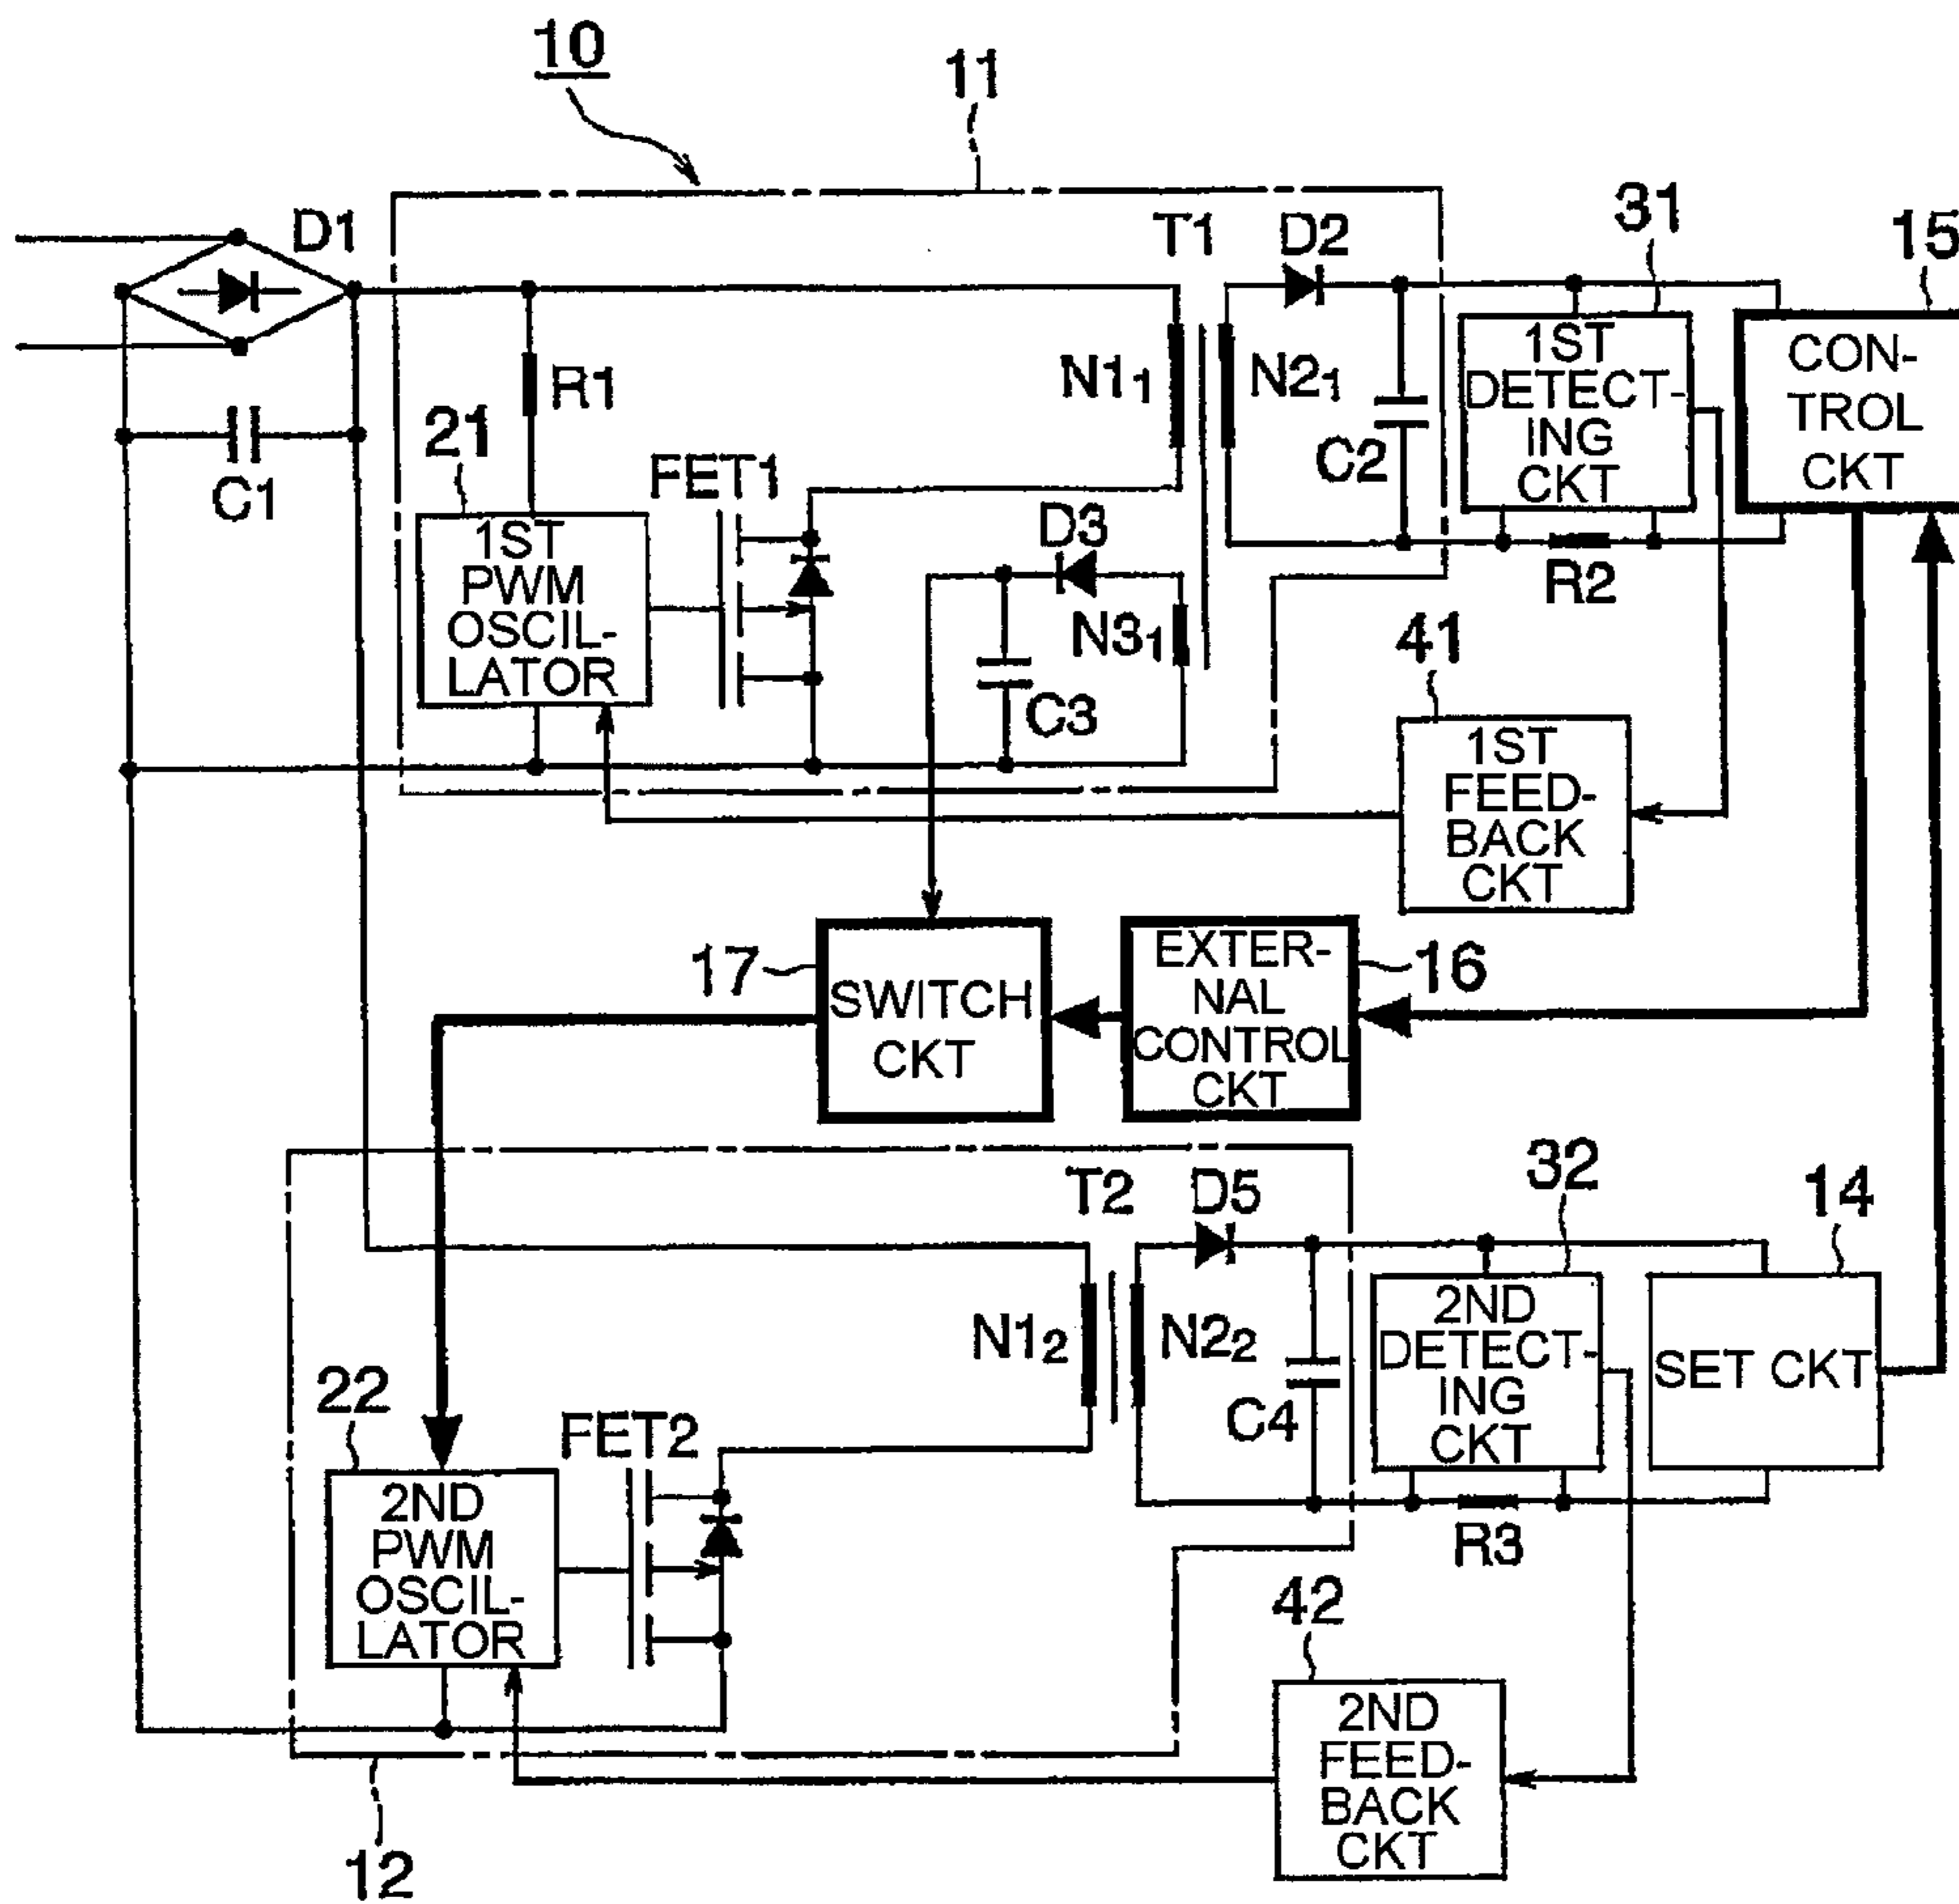 10
11
D1
T1
D2
31
15
R1
N1₁
N2₁
C2
1ST
DETECT-
ING
CKT
CON-
TROL
CKT
C1
21
FET1
1ST
PWM
OSCIL-
LATOR
D3
N3₁
C3
R2
41
1ST
FEED-
BACK
CKT
17
SWITCH
CKT
EXTER-
NAL
CONTROL
CKT
16
T2
D5
32
14
N1₂
N2₂
C4
2ND
DETECT-
ING
CKT
SET CKT
22
FET2
2ND
PWM
OSCIL-
LATOR
R3
42
2ND
FEED-
BACK
CKT
12